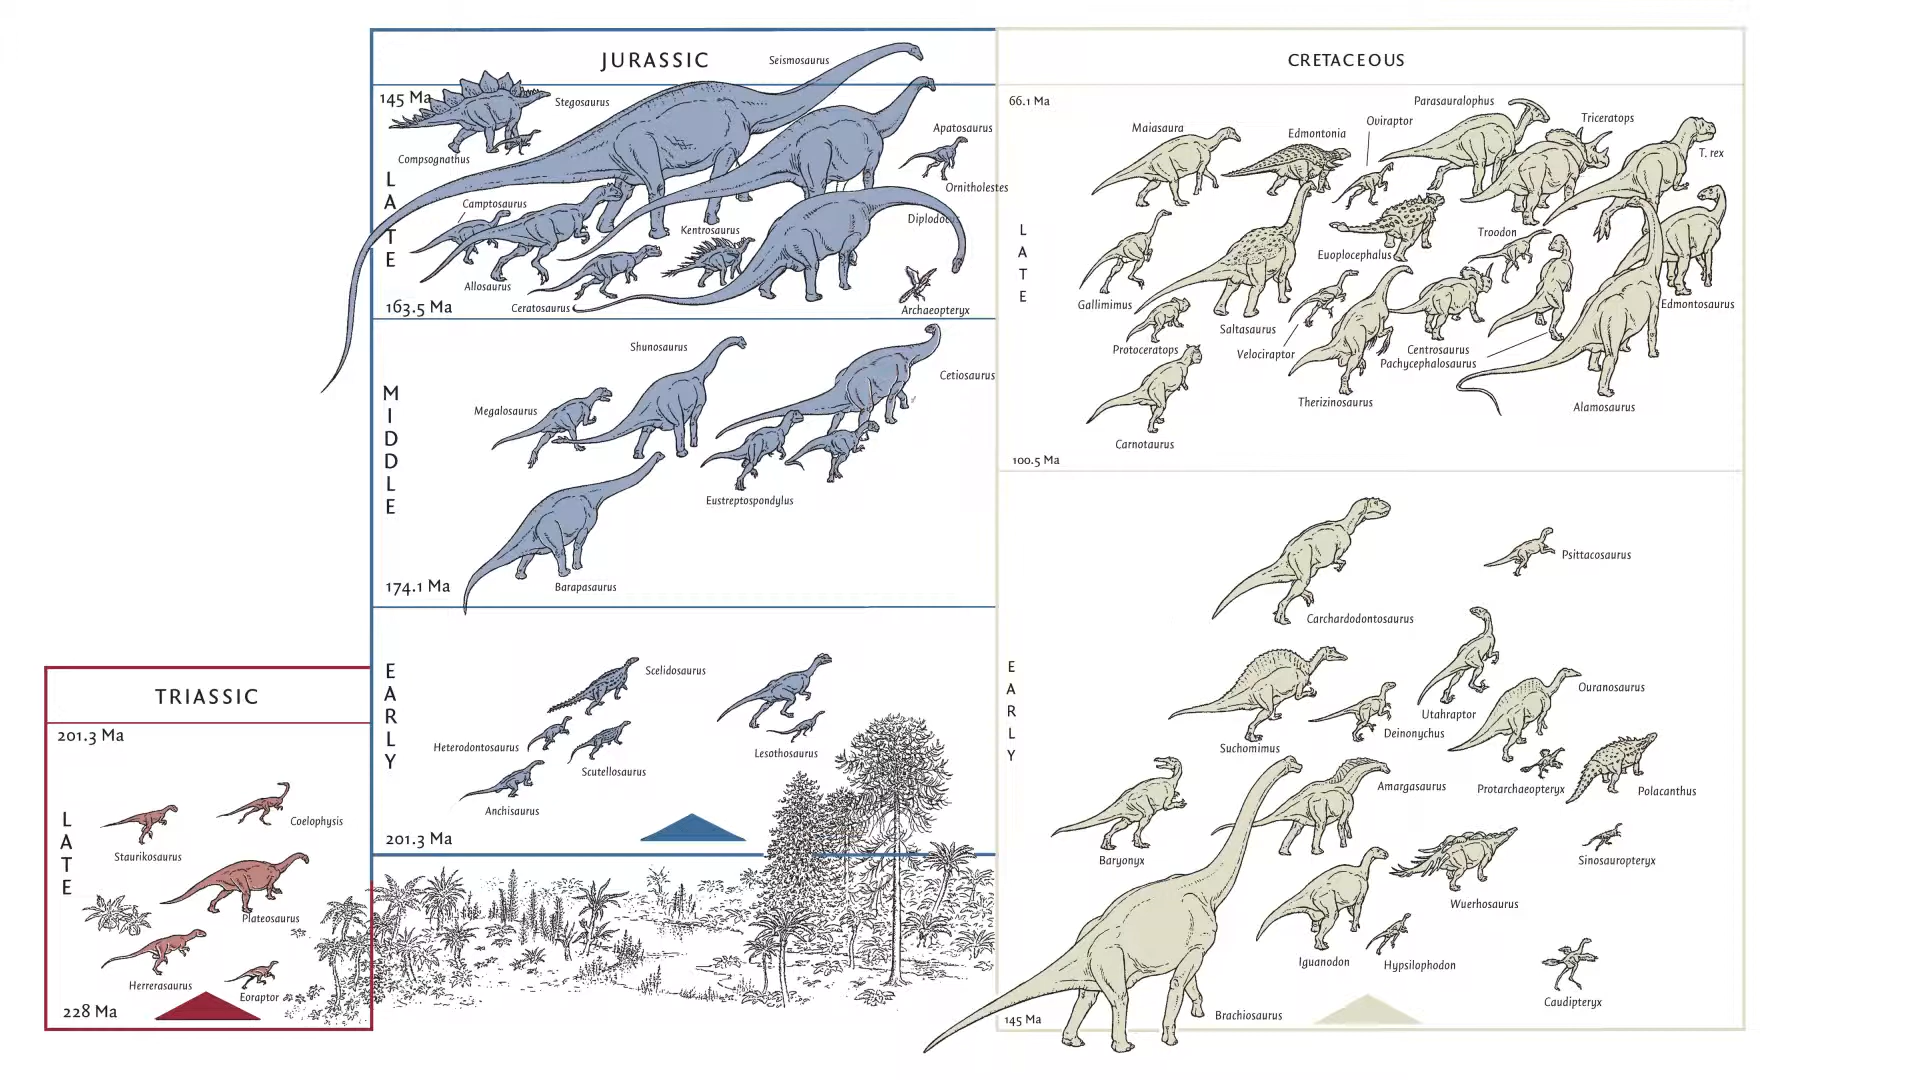 TRIASSIC
201.3 Ma
LATE
Coelophysis
Staurikosaurus
Plateosaurus
Herrerasaurus
Eoraptor
228 Ma
JURASSIC
Seismosaurus
145 Ma
Stegosaurus
Compsognathus
Apatosaurus
LATE
Ornitholestes
Camptosaurus
Diplodocus
Kentrosaurus
Allosaurus
Ceratosaurus
Archaeopteryx
163.5 Ma
MIDDLE
Shunosaurus
Cetiosaurus
Megalosaurus
Eustreptospondylus
Barapasaurus
174.1 Ma
EARLY
Scelidosaurus
Heterodontosaurus
Lesothosaurus
Scutellosaurus
Anchisaurus
201.3 Ma
CRETACEOUS
66.1 Ma
Parasauralophus
Oviraptor
Triceratops
Maiasaura
Edmontonia
T. rex
LATE
Troodon
Euoplocephalus
Gallimimus
Edmontosaurus
Saltasaurus
Protoceratops
Velociraptor
Centrosaurus
Pachycephalosaurus
Therizinosaurus
Alamosaurus
Carnotaurus
100.5 Ma
Psittacosaurus
Carchardodontosaurus
EARLY
Ouranosaurus
Utahraptor
Deinonychus
Suchomimus
Amargasaurus
Protarchaeopteryx
Polacanthus
Baryonyx
Sinosauropteryx
Wuerhosaurus
Iguanodon
Hypsilophodon
Caudipteryx
Brachiosaurus
145 Ma